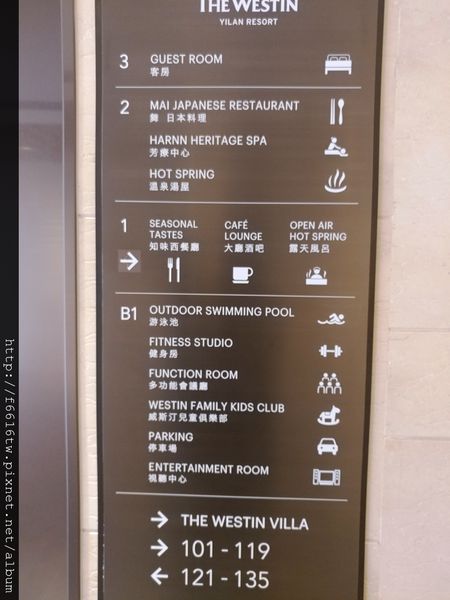 THE WESTIN
YILAN RESORT
3 GUEST ROOM
客房
2 MAI JAPANESE RESTAURANT
舞 日本料理
HARNN HERITAGE SPA
芳療中心
HOT SPRING
溫泉湯屋
1 SEASONAL TASTES
知味西餐廳
CAFÉ LOUNGE
大廳酒吧
OPEN AIR HOT SPRING
露天風呂
→
B1 OUTDOOR SWIMMING POOL
游泳池
FITNESS STUDIO
健身房
FUNCTION ROOM
多功能會議廳
WESTIN FAMILY KIDS CLUB
威斯汀兒童俱樂部
PARKING
停車場
ENTERTAINMENT ROOM
視聽中心
→ THE WESTIN VILLA
→ 101 - 119
← 121 - 135
http://f6616tw.pixnet.net/album